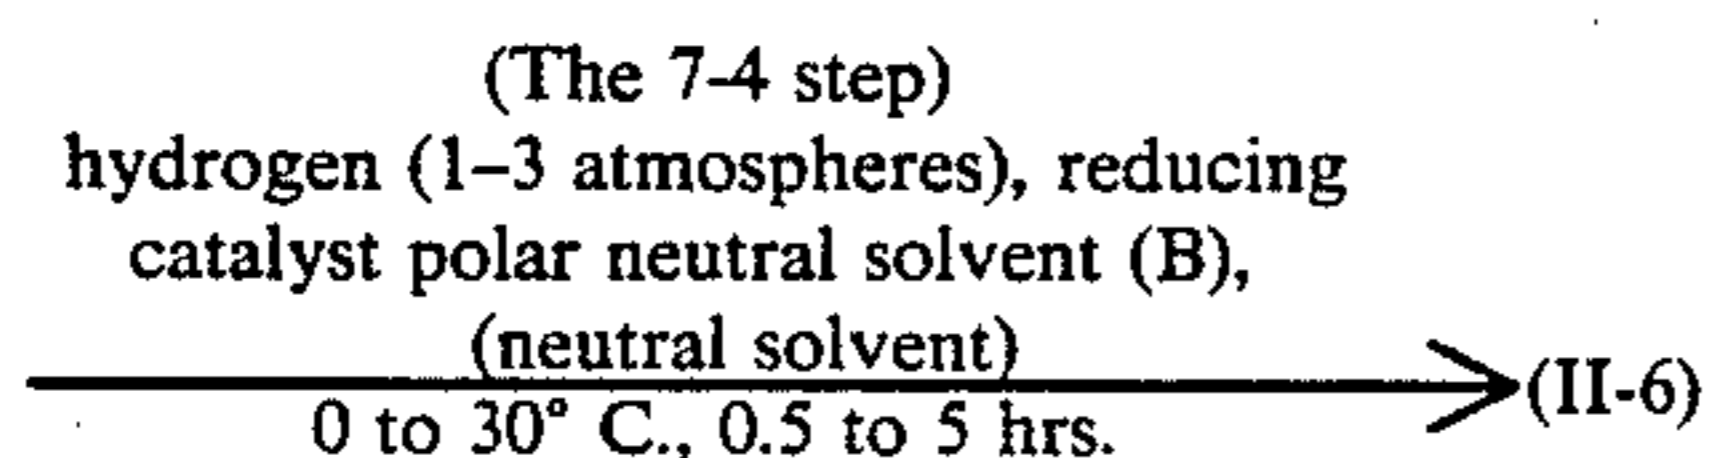 (The 7-4 step)
hydrogen (1–3 atmospheres), reducing
catalyst polar neutral solvent (B),
(neutral solvent)
(II-6)
0 to 30° C., 0.5 to 5 hrs.